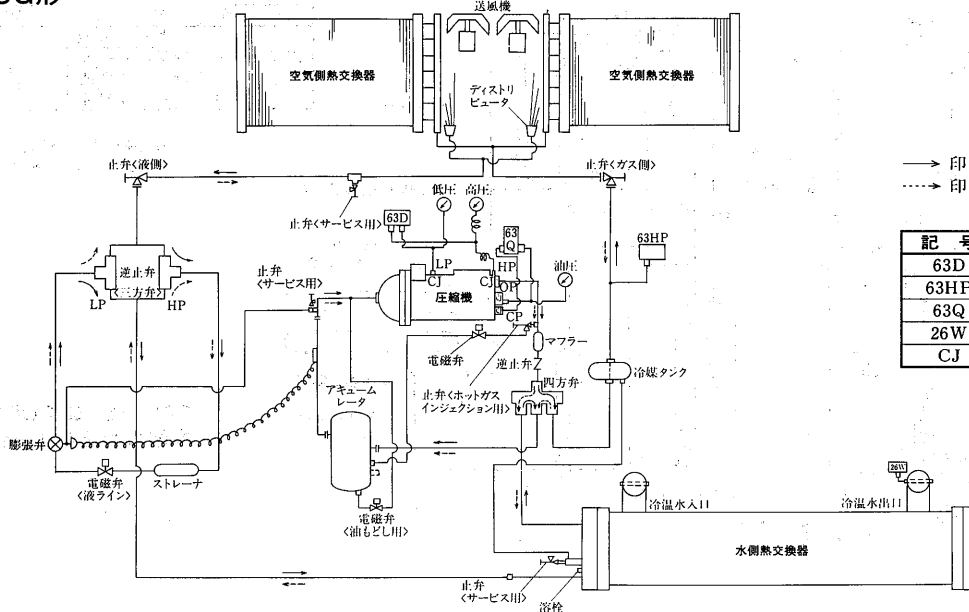 送風機
空気側熱交換器
空気側熱交換器
ディストリ
ビュータ
止弁<液側>
止弁<ガス側>
→ 印
⇢ 印
低圧 高圧
止弁<サービス用>
63D
63
Q
63HP
記 号
63D
63HP
63Q
26W
CJ
逆止弁
<三方弁>
LP
HP
止弁
<サービス用>
LP
CJ
CJ
HP
OP
CP
油圧
圧縮機
電磁弁
マフラー
逆止弁
止弁<ホットガス
インジェクション用>
四方弁
冷媒タンク
アキューム
レータ
膨張弁
電磁弁
<液ライン>
ストレーナ
電磁弁
<油もどし用>
26W
冷温水入口
冷温水出口
水側熱交換器
止弁
<サービス用>
溶栓